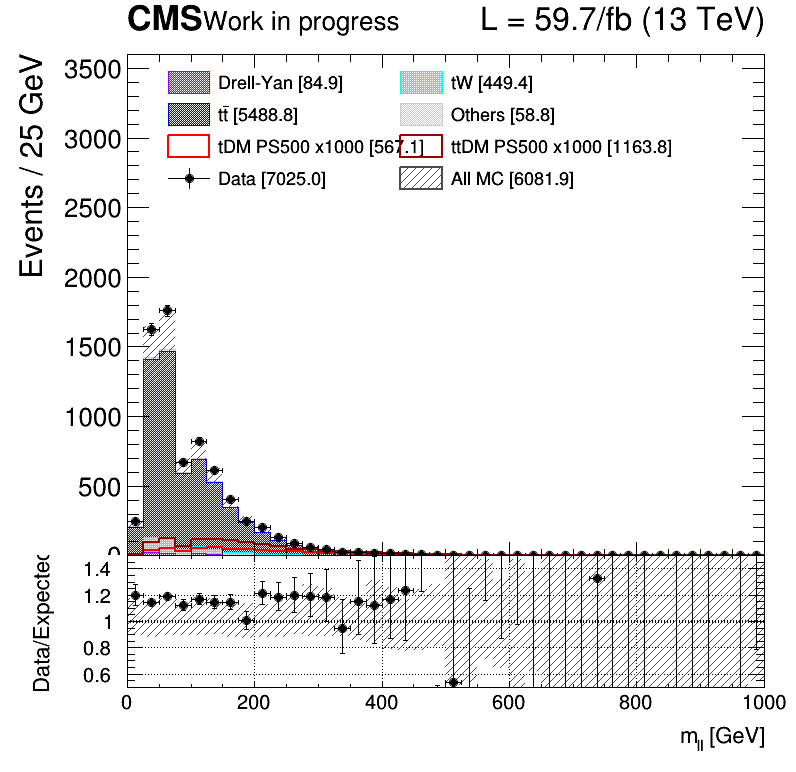 CMS Work in progress L = 59.7/fb (13 TeV)
Events / 25 GeV
3500
3000
2500
2000
1500
1000
500
0
Drell-Yan [84.9] tW [449.4]
tt̄ [5488.8] Others [58.8]
tDM PS500 x1000 [567.1] ttDM PS500 x1000 [1163.8]
Data [7025.0] All MC [6081.9]
Data/Expected
1.4
1.2
1
0.8
0.6
0 200 400 600 800 1000
m_ll [GeV]